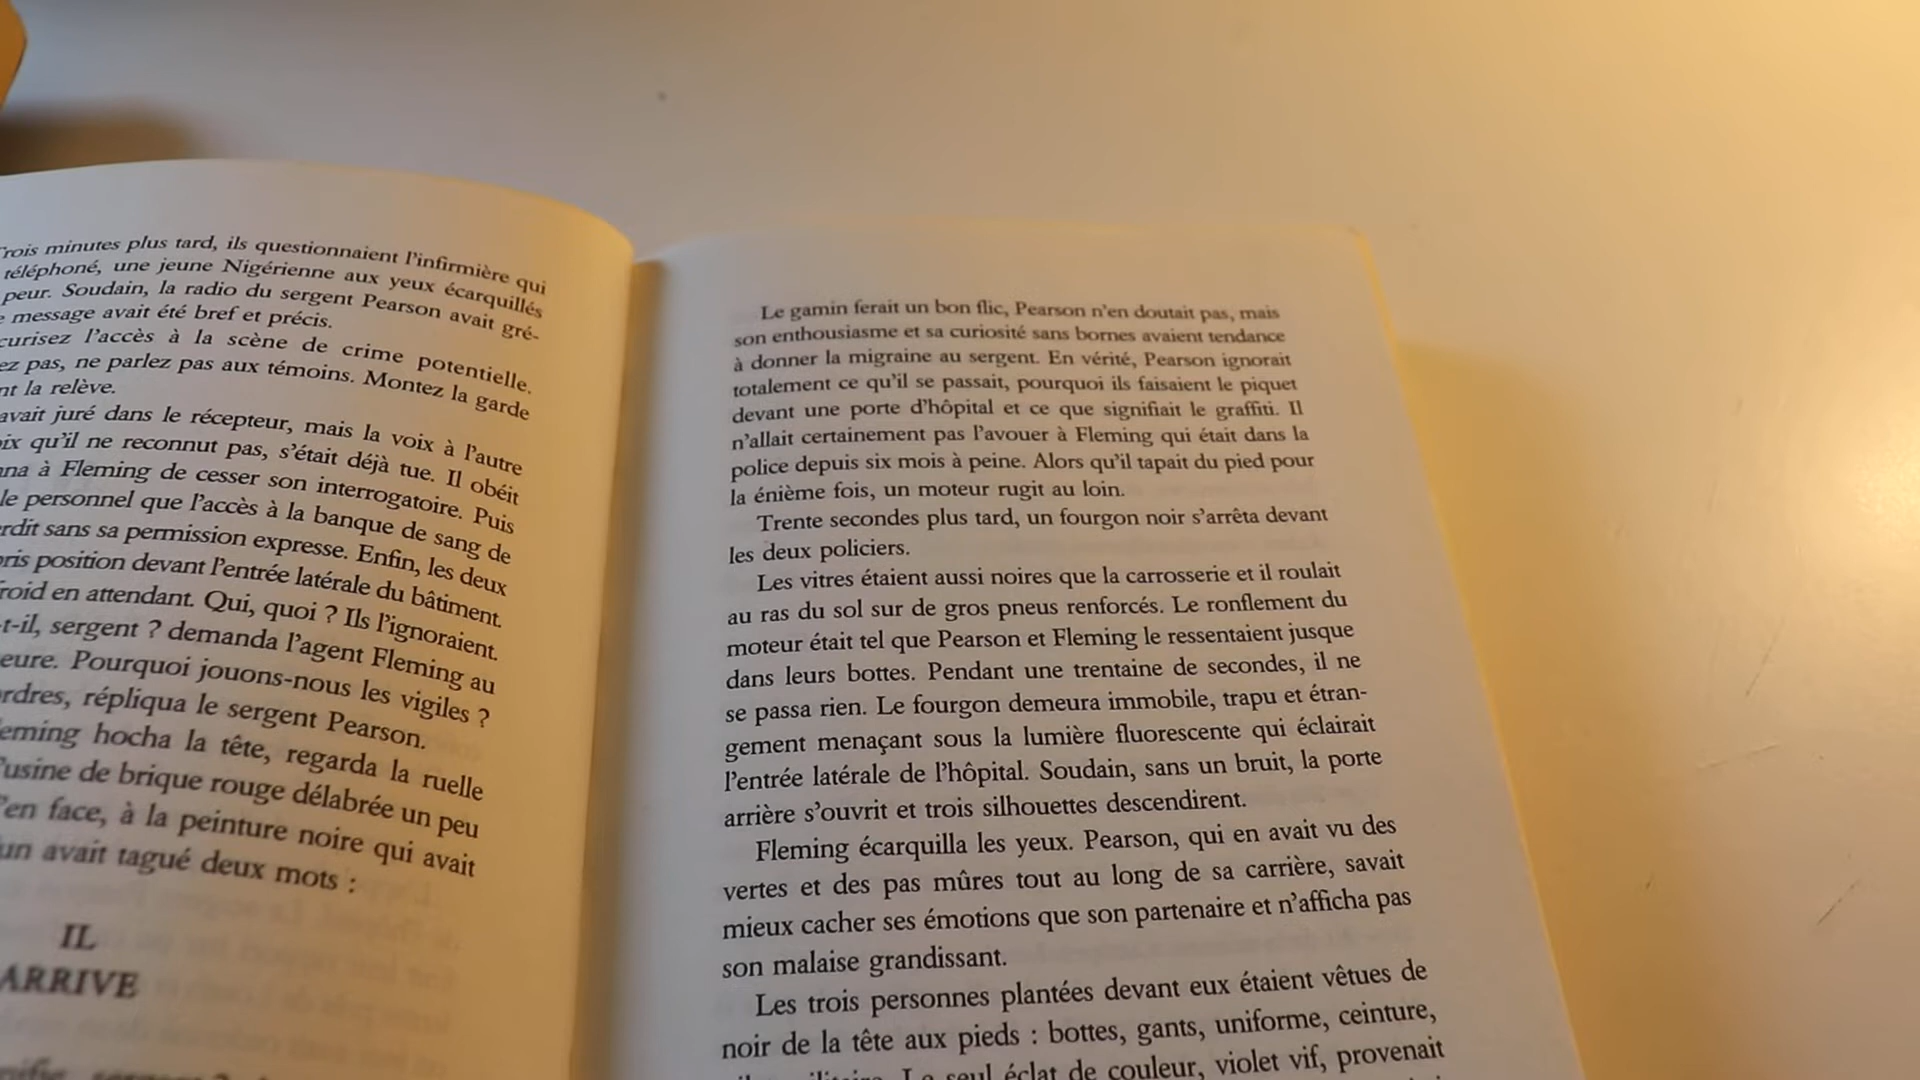 rois minutes plus tard, ils questionnaient l'infirmière qui
téléphoné, une jeune Nigérienne aux yeux écarquillés
peur. Soudain, la radio du sergent Pearson avait gré-
message avait été bref et précis.
curisez l'accès à la scène de crime potentielle.
ez pas, ne parlez pas aux témoins. Montez la garde
nt la relève.
avait juré dans le récepteur, mais la voix à l'autre
ix qu'il ne reconnut pas, s'était déjà tue. Il obéit
na à Fleming de cesser son interrogatoire. Puis
le personnel que l'accès à la banque de sang de
rdit sans sa permission expresse. Enfin, les deux
ris position devant l'entrée latérale du bâtiment.
roid en attendant. Qui, quoi ? Ils l'ignoraient.
-t-il, sergent ? demanda l'agent Fleming au
eure. Pourquoi jouons-nous les vigiles ?
rdres, répliqua le sergent Pearson.
eming hocha la tête, regarda la ruelle
'usine de brique rouge délabrée un peu
'en face, à la peinture noire qui avait
un avait tagué deux mots :
IL
ARRIVE
Le gamin ferait un bon flic, Pearson n'en doutait pas, mais
son enthousiasme et sa curiosité sans bornes avaient tendance
à donner la migraine au sergent. En vérité, Pearson ignorait
totalement ce qu'il se passait, pourquoi ils faisaient le piquet
devant une porte d'hôpital et ce que signifiait le graffiti. Il
n'allait certainement pas l'avouer à Fleming qui était dans la
police depuis six mois à peine. Alors qu'il tapait du pied pour
la énième fois, un moteur rugit au loin.
Trente secondes plus tard, un fourgon noir s'arrêta devant
les deux policiers.
Les vitres étaient aussi noires que la carrosserie et il roulait
au ras du sol sur de gros pneus renforcés. Le ronflement du
moteur était tel que Pearson et Fleming le ressentaient jusque
dans leurs bottes. Pendant une trentaine de secondes, il ne
se passa rien. Le fourgon demeura immobile, trapu et étran-
gement menaçant sous la lumière fluorescente qui éclairait
l'entrée latérale de l'hôpital. Soudain, sans un bruit, la porte
arrière s'ouvrit et trois silhouettes descendirent.
Fleming écarquilla les yeux. Pearson, qui en avait vu des
vertes et des pas mûres tout au long de sa carrière, savait
mieux cacher ses émotions que son partenaire et n'afficha pas
son malaise grandissant.
Les trois personnes plantées devant eux étaient vêtues de
noir de la tête aux pieds : bottes, gants, uniforme, ceinture,
Le seul éclat de couleur, violet vif, provenait